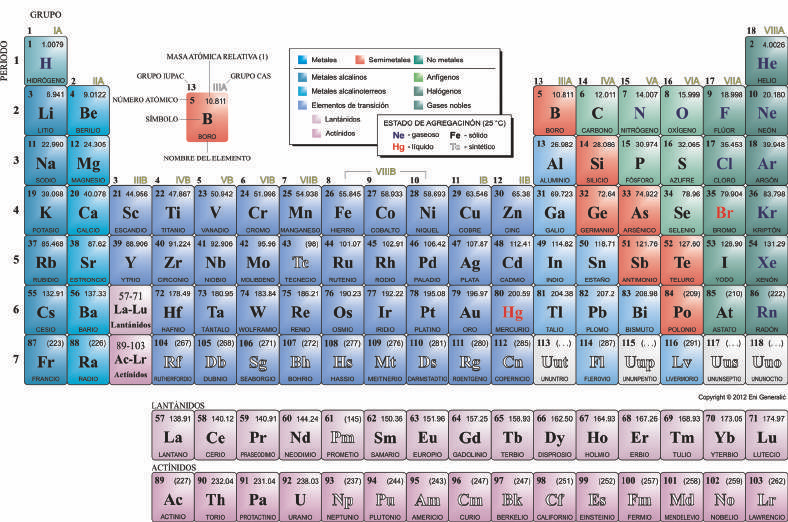 GRUPO
1 IA
18 VIIIA
PERIODO
1 1.0079
2 4.0026
1
H
He
HIDRÓGENO
HELIO
MASA ATÓMICA RELATIVA (1)
GRUPO IUPAC
GRUPO CAS
13 IIIA
NÚMERO ATÓMICO
5 10.811
SÍMBOLO
B
BORO
NOMBRE DEL ELEMENTO
Metales
Semimetales
No metales
Metales alcalinos
Anfígenos
Metales alcalinoterreos
Halógenos
Elementos de transición
Gases nobles
Lantánidos
Actínidos
ESTADO DE AGREGACINÓN (25 °C)
Ne - gaseoso
Fe - sólido
Hg - líquido
Tc - sintético
2 IIA
13 IIIA 14 IVA 15 VA 16 VIA 17 VIIA
3 6.941 4 9.0122 5 10.811 6 12.011 7 14.007 8 15.999 9 18.998 10 20.180
2 Li Be B C N O F Ne
LITIO BERILIO BORO CARBONO NITRÓGENO OXÍGENO FLÚOR NEÓN
11 22.990 12 24.305 13 26.982 14 28.086 15 30.974 16 32.065 17 35.453 18 39.948
3 Na Mg Al Si P S Cl Ar
SODIO MAGNESIO ALUMINIO SILICIO FÓSFORO AZUFRE CLORO ARGÓN
3 IIIB 4 IVB 5 VB 6 VIB 7 VIIB 8 VIIIB 9 10 11 IB 12 IIB
19 39.098 20 40.078 21 44.956 22 47.867 23 50.942 24 51.996 25 54.938 26 55.845 27 58.933 28 58.693 29 63.546 30 65.38 31 69.723 32 72.64 33 74.922 34 78.96 35 79.904 36 83.798
4 K Ca Sc Ti V Cr Mn Fe Co Ni Cu Zn Ga Ge As Se Br Kr
POTASIO CALCIO ESCANDIO TITANIO VANADIO CROMO MANGANESO HIERRO COBALTO NIQUEL COBRE ZINC GALIO GERMANIO ARSÉNICO SELENIO BROMO KRIPTÓN
37 85.468 38 87.62 39 88.906 40 91.224 41 92.906 42 95.96 43 (98) 44 101.07 45 102.91 46 106.42 47 107.87 48 112.41 49 114.82 50 118.71 51 121.76 52 127.60 53 126.90 54 131.29
5 Rb Sr Y Zr Nb Mo Tc Ru Rh Pd Ag Cd In Sn Sb Te I Xe
RUBIDIO ESTRONCIO YTRIO CIRCONIO NIOBIO MOLIBDENO TECNECIO RUTENIO RODIO PALADIO PLATA CADMIO INDIO ESTAÑO ANTIMONIO TELURO YODO XENÓN
55 132.91 56 137.33 57-71 72 178.49 73 180.95 74 183.84 75 186.21 76 190.23 77 192.22 78 195.08 79 196.97 80 200.59 81 204.38 82 207.2 83 208.98 84 (209) 85 (210) 86 (222)
6 Cs Ba La-Lu Hf Ta W Re Os Ir Pt Au Hg Tl Pb Bi Po At Rn
CESIO BARIO Lantánidos HAFNIO TÁNTALO WOLFRAMIO RENIO OSMIO IRIDIO PLATINO ORO MERCURIO TALIO PLOMO BISMUTO POLONIO ASTATO RADÓN
87 (223) 88 (226) 89-103 104 (267) 105 (268) 106 (271) 107 (272) 108 (277) 109 (276) 110 (281) 111 (280) 112 (285) 113 (...) 114 (287) 115 (...) 116 (291) 117 (...) 118 (...)
7 Fr Ra Ac-Lr Rf Db Sg Bh Hs Mt Ds Rg Cn Uut Fl Uup Lv Uus Uuo
FRANCIO RADIO Actínidos RUTHERFORDIO DUBNIO SEABORGIO BOHRIO HASSIO MEITNERIO DARMSTADTIO ROENTGENIO COPERNICIO UNUNTRIO FLEROVIO UNUNPENTIO LIVERMORIO UNUNSEPTIO UNUNOCTIO
Copyright © 2012 Eni Generalić
LANTÁNIDOS
57 138.91 58 140.12 59 140.91 60 144.24 61 (145) 62 150.36 63 151.96 64 157.25 65 158.93 66 162.50 67 164.93 68 167.26 69 168.93 70 173.05 71 174.97
La Ce Pr Nd Pm Sm Eu Gd Tb Dy Ho Er Tm Yb Lu
LANTANO CERIO PRASEODIMIO NEODIMIO PROMETIO SAMARIO EUROPIO GADOLINIO TERBIO DISPROSIO HOLMIO ERBIO TULIO YTERBIO LUTECIO
ACTÍNIDOS
89 (227) 90 232.04 91 231.04 92 238.03 93 (237) 94 (244) 95 (243) 96 (247) 97 (247) 98 (251) 99 (252) 100 (257) 101 (258) 102 (259) 103 (262)
Ac Th Pa U Np Pu Am Cm Bk Cf Es Fm Md No Lr
ACTINIO TORIO PROTACTINIO URANIO NEPTUNIO PLUTONIO AMERICIO CURIO BERKELIO CALIFORNIO EINSTEINIO FERMIO MENDELEVIO NOBELIO LAWRENCIO